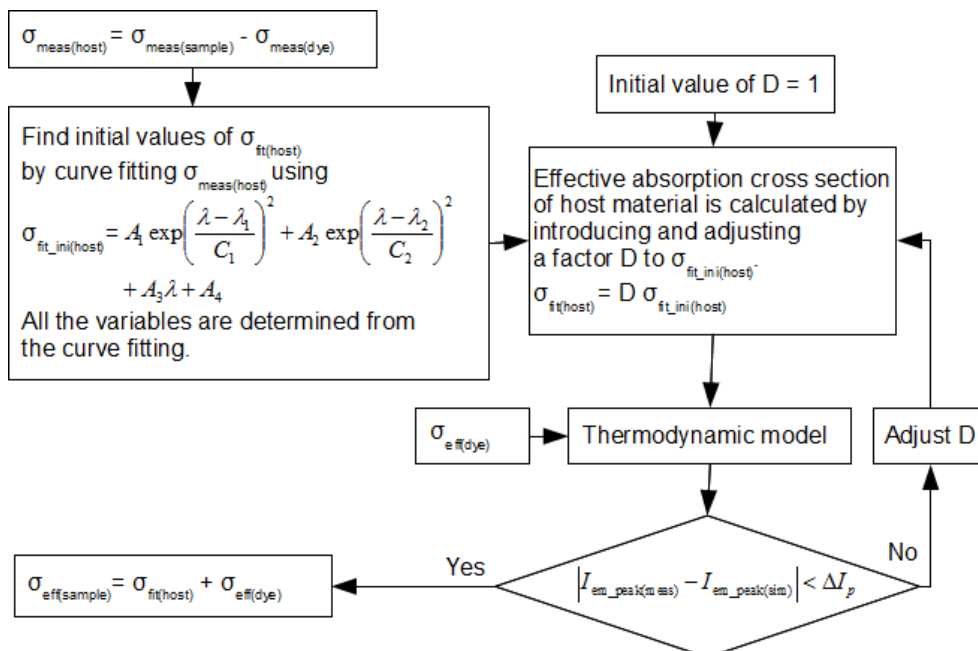 σmeas(host) = σmeas(sample) - σmeas(dye)
Initial value of D = 1
Find initial values of σfit(host)
by curve fitting σmeas(host) using
σfit_ini(host) = A1 exp((λ−λ1)/C1)^2 + A2 exp((λ−λ2)/C2)^2
+ A3λ + A4
All the variables are determined from
the curve fitting.
Effective absorption cross section
of host material is calculated by
introducing and adjusting
a factor D to σfit_ini(host).
σfit(host) = D σfit_ini(host)
σeff(dye)
Thermodynamic model
Adjust D
Yes
No
|Iem_peak(meas) − Iem_peak(sim)| < ΔIp
σeff(sample) = σfit(host) + σeff(dye)